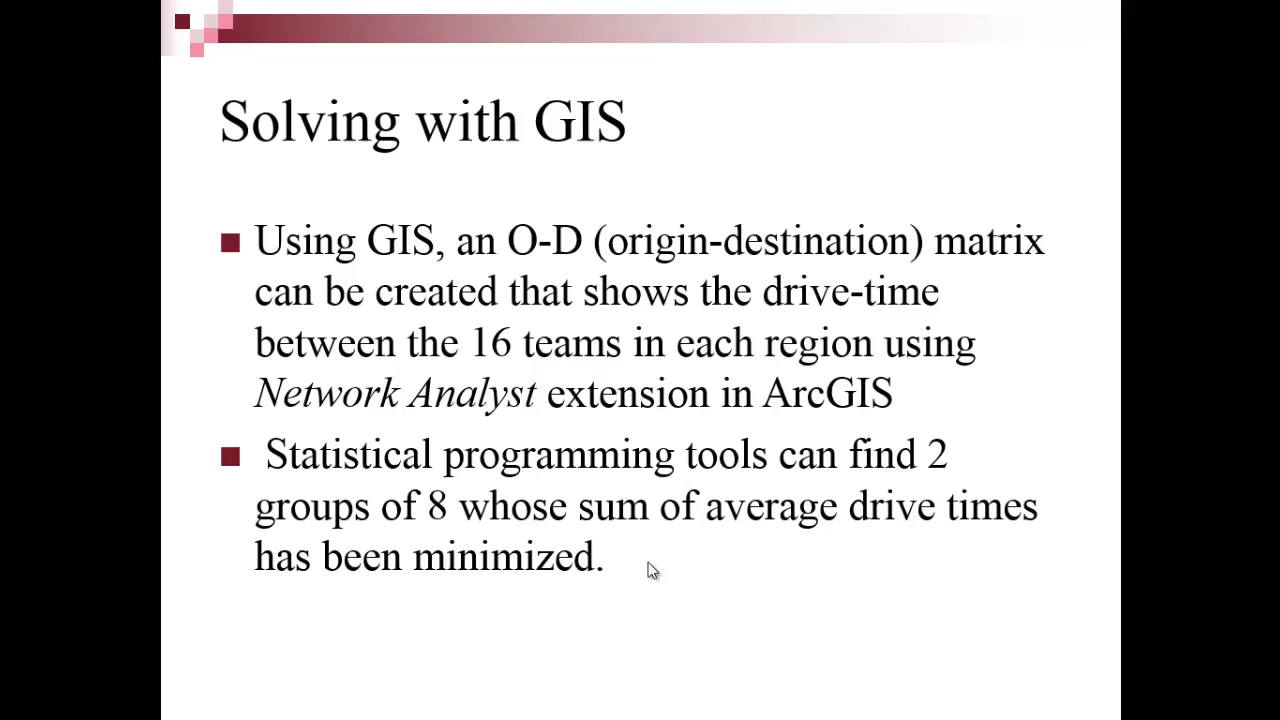 Solving with GIS
Using GIS, an O-D (origin-destination) matrix
can be created that shows the drive-time
between the 16 teams in each region using
Network Analyst extension in ArcGIS
Statistical programming tools can find 2
groups of 8 whose sum of average drive times
has been minimized.